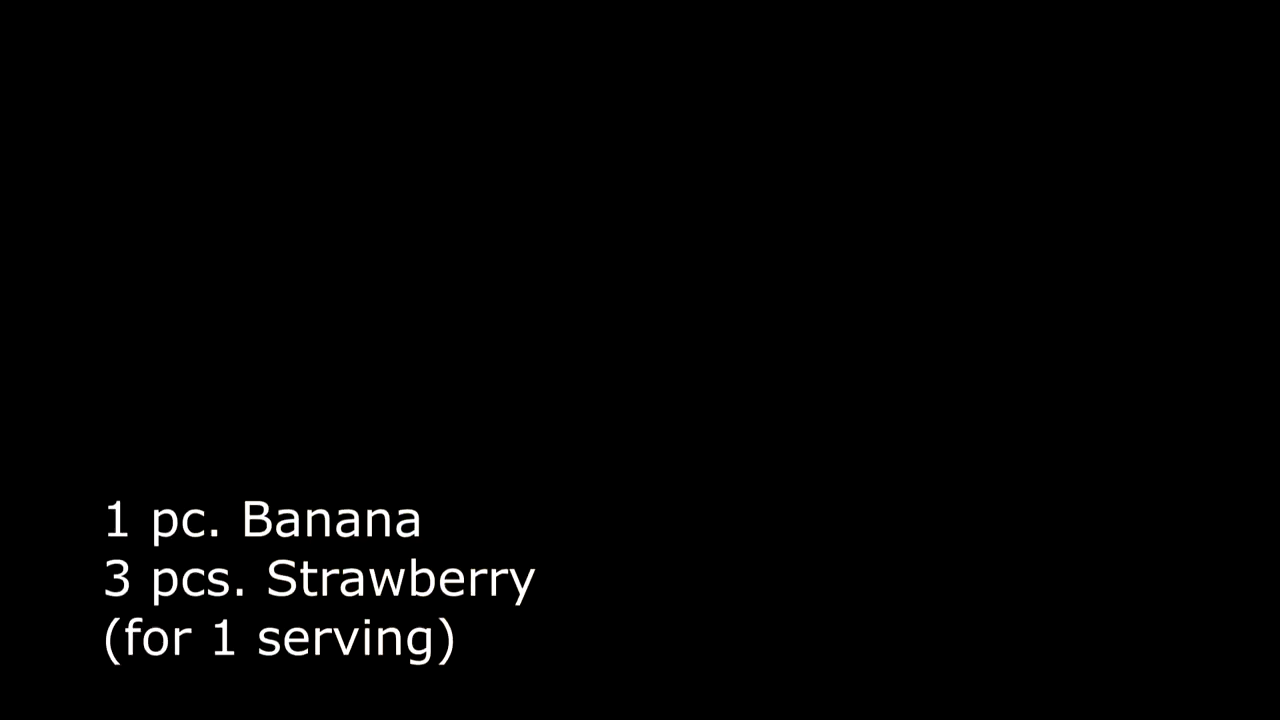 1 pc. Banana
3 pcs. Strawberry
(for 1 serving)